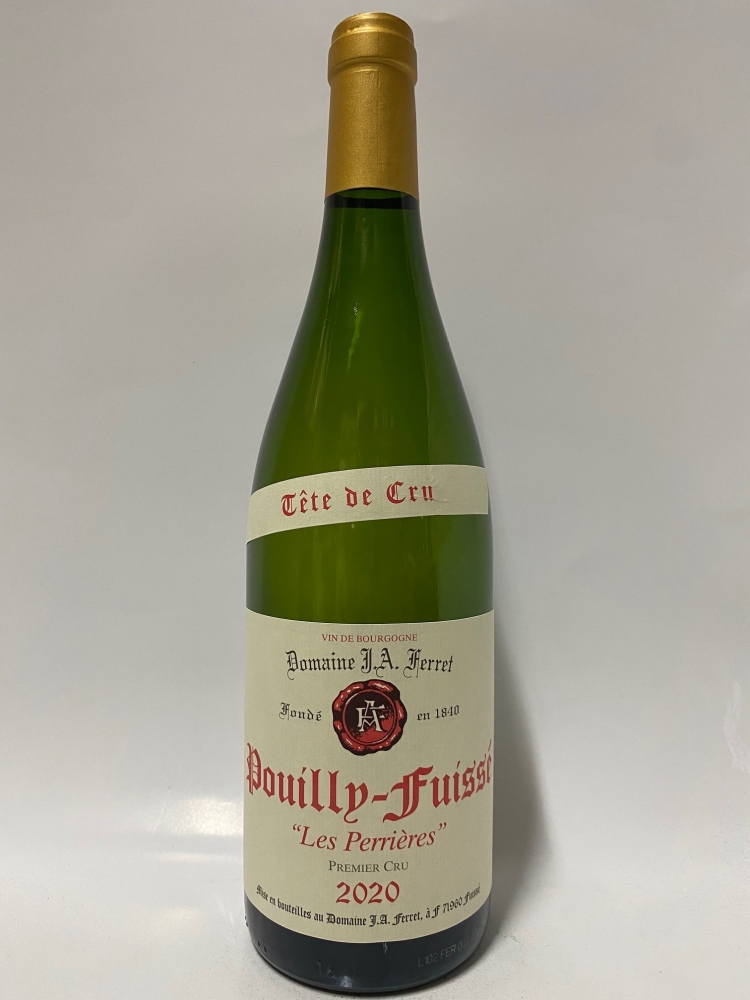 Tête de Cru
VIN DE BOURGOGNE
Domaine J.A. Ferret
Fondé en 1840
Pouilly-Fuissé
"Les Perrières"
PREMIER CRU
2020
Mise en bouteilles au Domaine J.A. Ferret, à F 71960 Fuissé